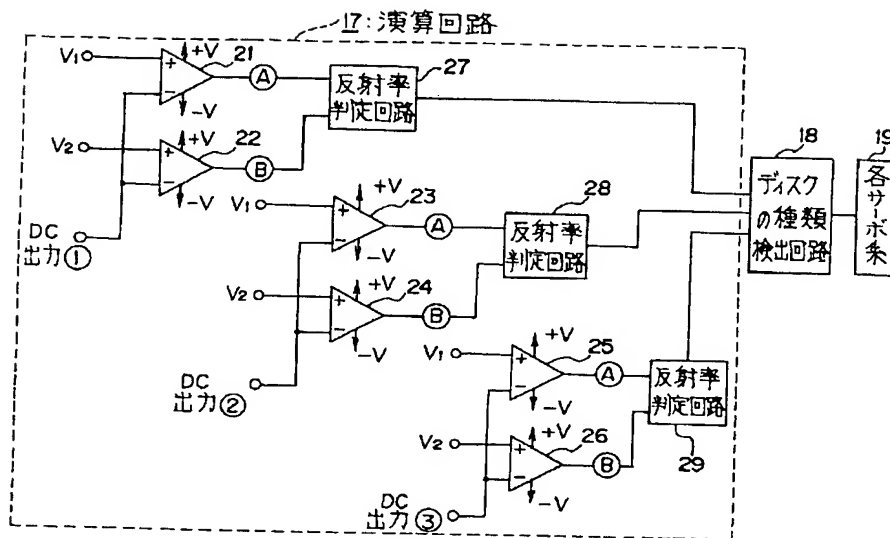 17:演算回路
V1
+V
21
+
−
−V
A
反射率
判定回路
27
V2
+V
22
+
−
−V
B
DC
出力①
V1
+V
23
+
−
−V
A
反射率
判定回路
28
V2
+V
24
+
−
−V
B
DC
出力②
V1
+V
25
+
−
−V
A
反射率
判定回路
29
V2
+V
26
+
−
−V
B
DC
出力③
18
ディスク
の種類
検出回路
19
各サーボ系